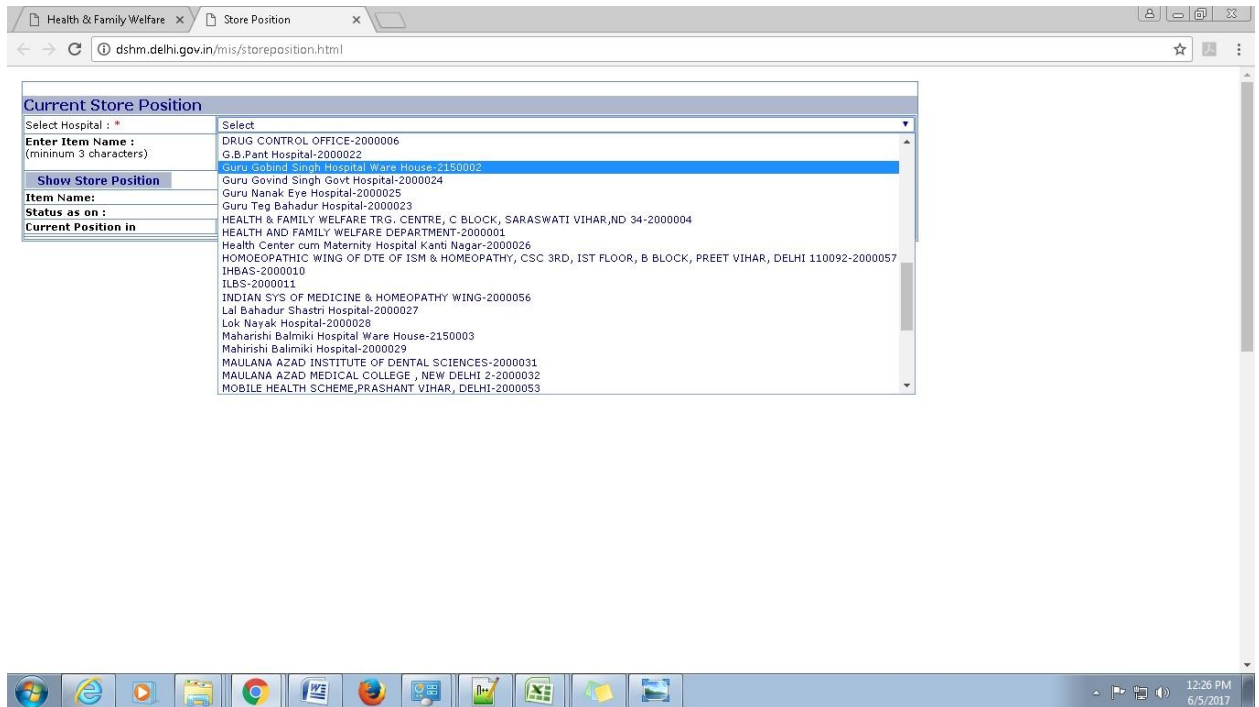 Health & Family Welfare
Store Position
dshm.delhi.gov.in/mis/storeposition.html
Current Store Position
Select Hospital : *
Select
Enter Item Name :
(mininum 3 characters)
Show Store Position
Item Name:
Status as on :
Current Position in
DRUG CONTROL OFFICE-2000006
G.B.Pant Hospital-2000022
Guru Gobind Singh Hospital Ware House-2150002
Guru Govind Singh Govt Hospital-2000024
Guru Nanak Eye Hospital-2000025
Guru Teg Bahadur Hospital-2000023
HEALTH & FAMILY WELFARE TRG. CENTRE, C BLOCK, SARASWATI VIHAR,ND 34-2000004
HEALTH AND FAMILY WELFARE DEPARTMENT-2000001
Health Center cum Maternity Hospital Kanti Nagar-2000026
HOMOEOPATHIC WING OF DTE OF ISM & HOMEOPATHY, CSC 3RD, IST FLOOR, B BLOCK, PREET VIHAR, DELHI 110092-2000057
IHBAS-2000010
ILBS-2000011
INDIAN SYS OF MEDICINE & HOMEOPATHY WING-2000056
Lal Bahadur Shastri Hospital-2000027
Lok Nayak Hospital-2000028
Maharishi Balmiki Hospital Ware House-2150003
Mahirishi Balimiki Hospital-2000029
MAULANA AZAD INSTITUTE OF DENTAL SCIENCES-2000031
MAULANA AZAD MEDICAL COLLEGE , NEW DELHI 2-2000032
MOBILE HEALTH SCHEME,PRASHANT VIHAR, DELHI-2000053
12:26 PM
6/5/2017